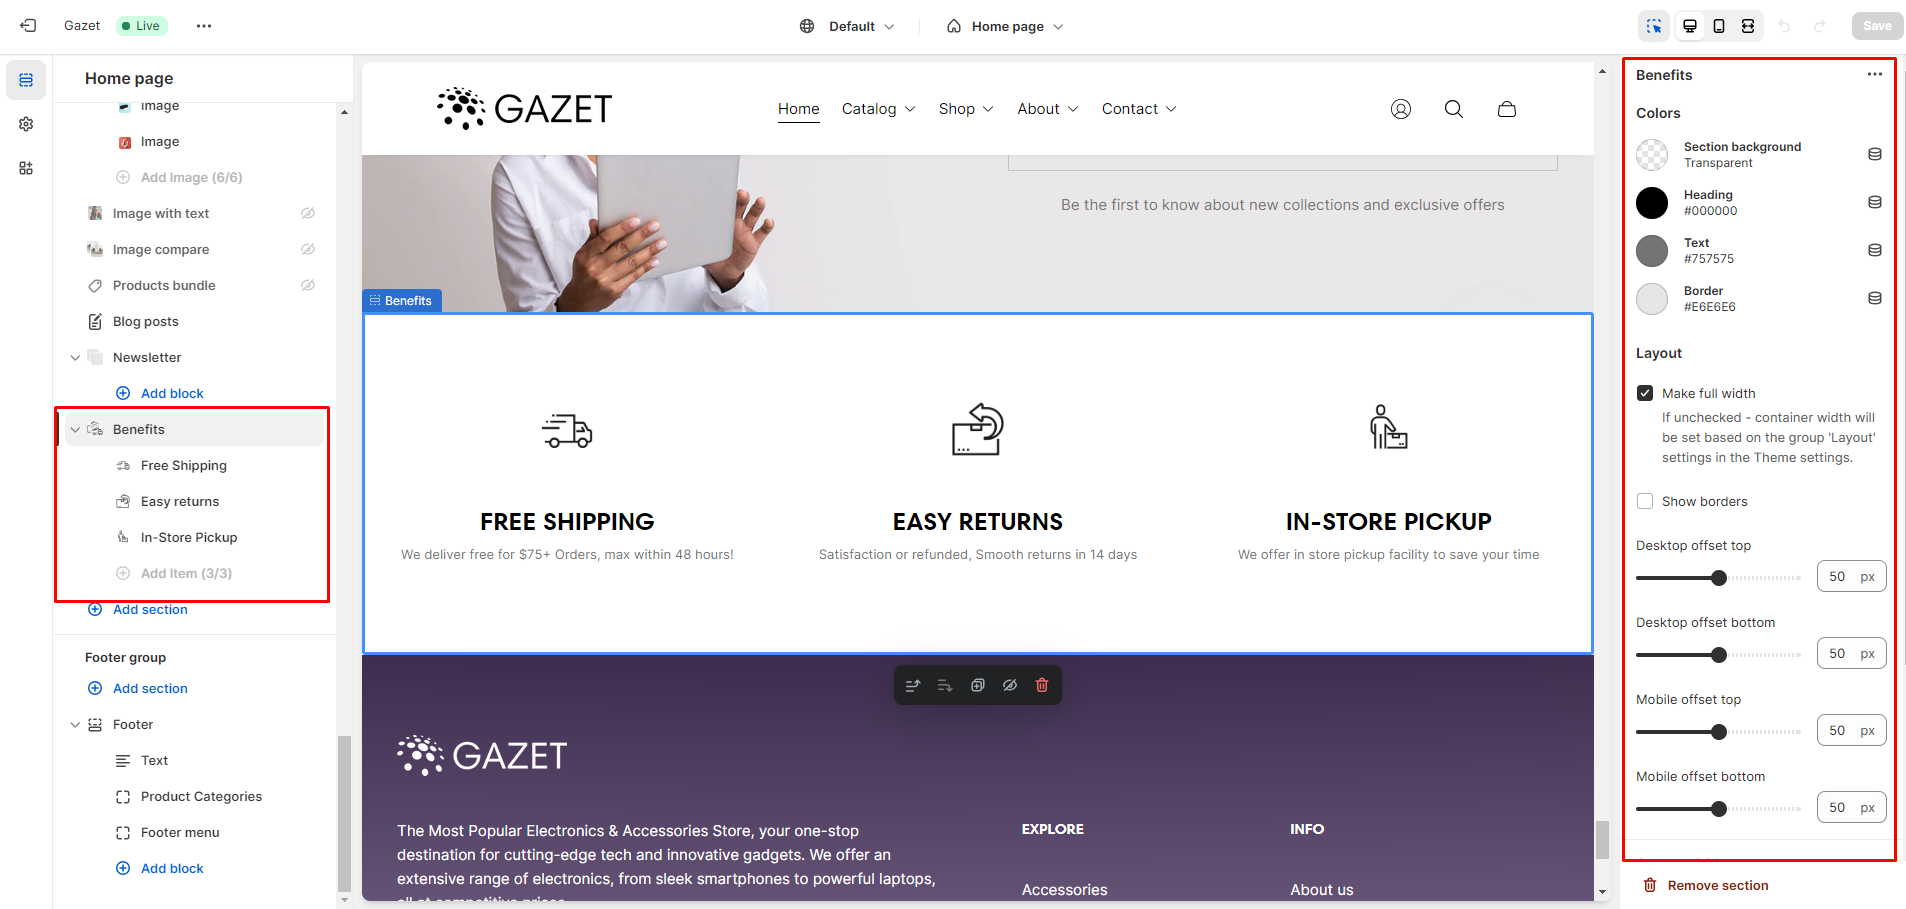 Gazet
Live
Default
Home page
Save
Home page
Image
Image
Add Image (6/6)
Image with text
Image compare
Products bundle
Blog posts
Newsletter
Add block
Benefits
Free Shipping
Easy returns
In-Store Pickup
Add Item (3/3)
Add section
Footer group
Add section
Footer
Text
Product Categories
Footer menu
Add block
GAZET
Home
Catalog
Shop
About
Contact
Be the first to know about new collections and exclusive offers
Benefits
FREE SHIPPING
We deliver free for $75+ Orders, max within 48 hours!
EASY RETURNS
Satisfaction or refunded, Smooth returns in 14 days
IN-STORE PICKUP
We offer in store pickup facility to save your time
GAZET
The Most Popular Electronics & Accessories Store, your one-stop
destination for cutting-edge tech and innovative gadgets. We offer an
extensive range of electronics, from sleek smartphones to powerful laptops,
all at competitive prices.
EXPLORE
Accessories
INFO
About us
Benefits
Colors
Section background
Transparent
Heading
#000000
Text
#757575
Border
#E6E6E6
Layout
Make full width
If unchecked - container width will
be set based on the group 'Layout'
settings in the Theme settings.
Show borders
Desktop offset top
50 px
Desktop offset bottom
50 px
Mobile offset top
50 px
Mobile offset bottom
50 px
Remove section